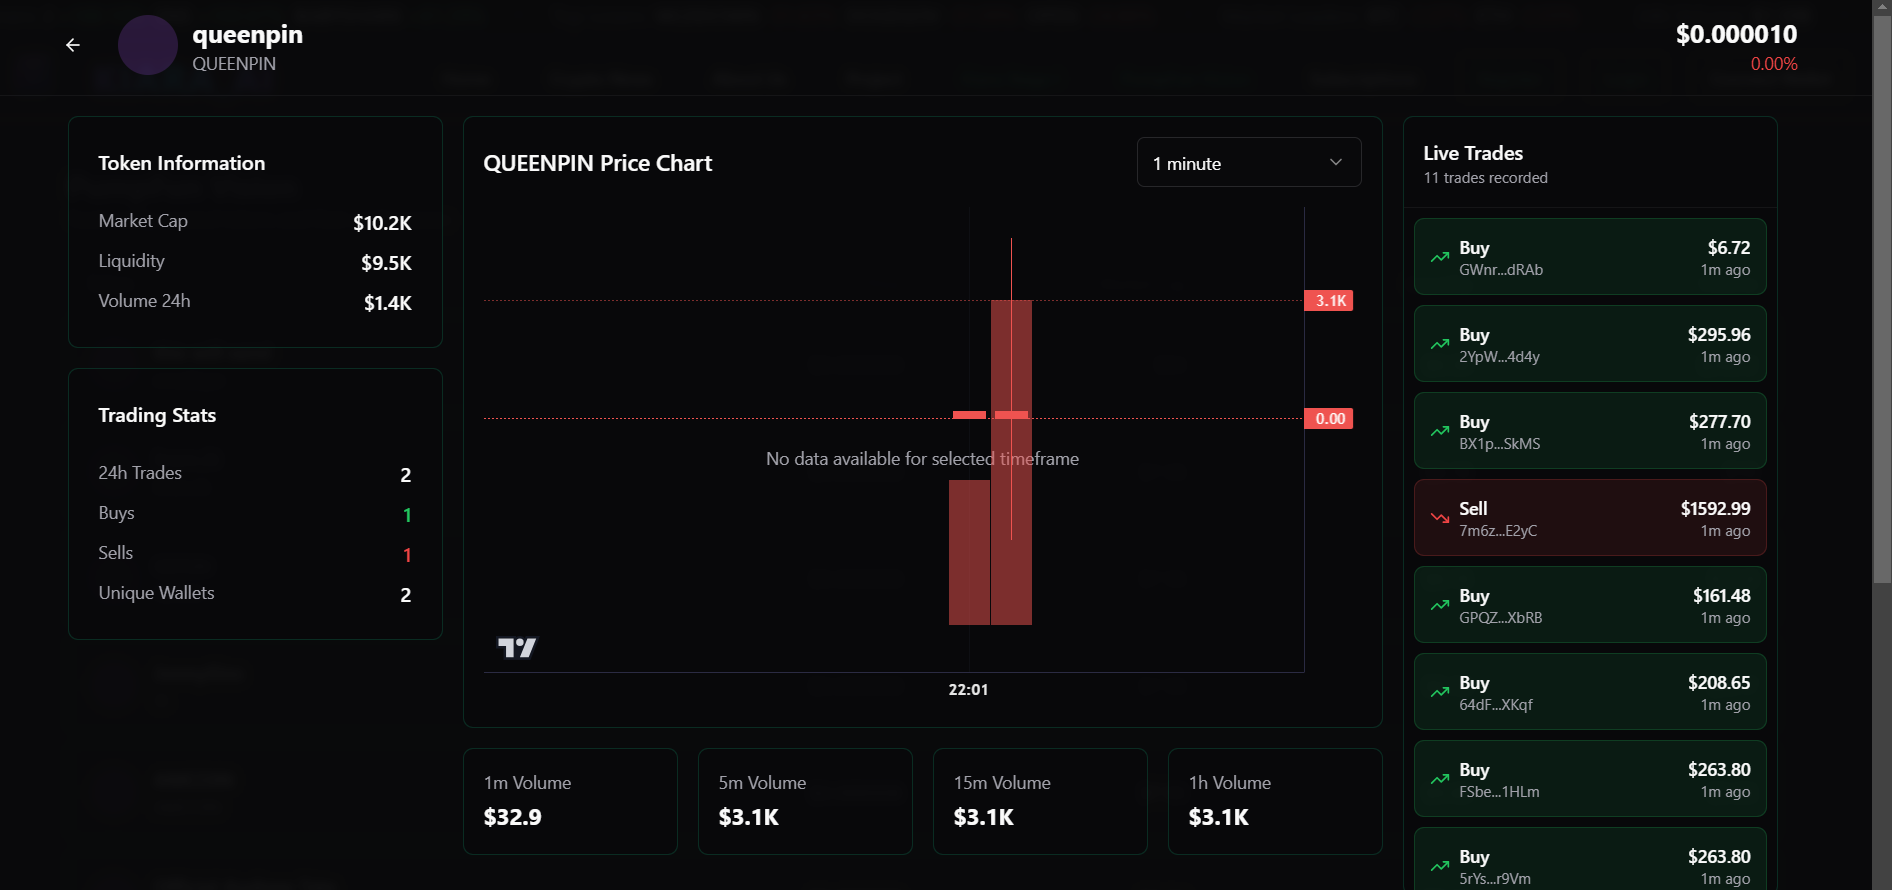 queenpin
QUEENPIN
$0.000010
0.00%
Token Information
Market Cap
$10.2K
Liquidity
$9.5K
Volume 24h
$1.4K
Trading Stats
24h Trades
2
Buys
1
Sells
1
Unique Wallets
2
QUEENPIN Price Chart
1 minute
3.1K
0.00
No data available for selected timeframe
22:01
1m Volume
$32.9
5m Volume
$3.1K
15m Volume
$3.1K
1h Volume
$3.1K
Live Trades
11 trades recorded
Buy
$6.72
GWnr...dRAb
1m ago
Buy
$295.96
2YpW...4d4y
1m ago
Buy
$277.70
BX1p...SkMS
1m ago
Sell
$1592.99
7m6z...E2yC
1m ago
Buy
$161.48
GPQZ...XbRB
1m ago
Buy
$208.65
64dF...XKqf
1m ago
Buy
$263.80
FSbe...1HLm
1m ago
Buy
$263.80
5rYs...r9Vm
1m ago